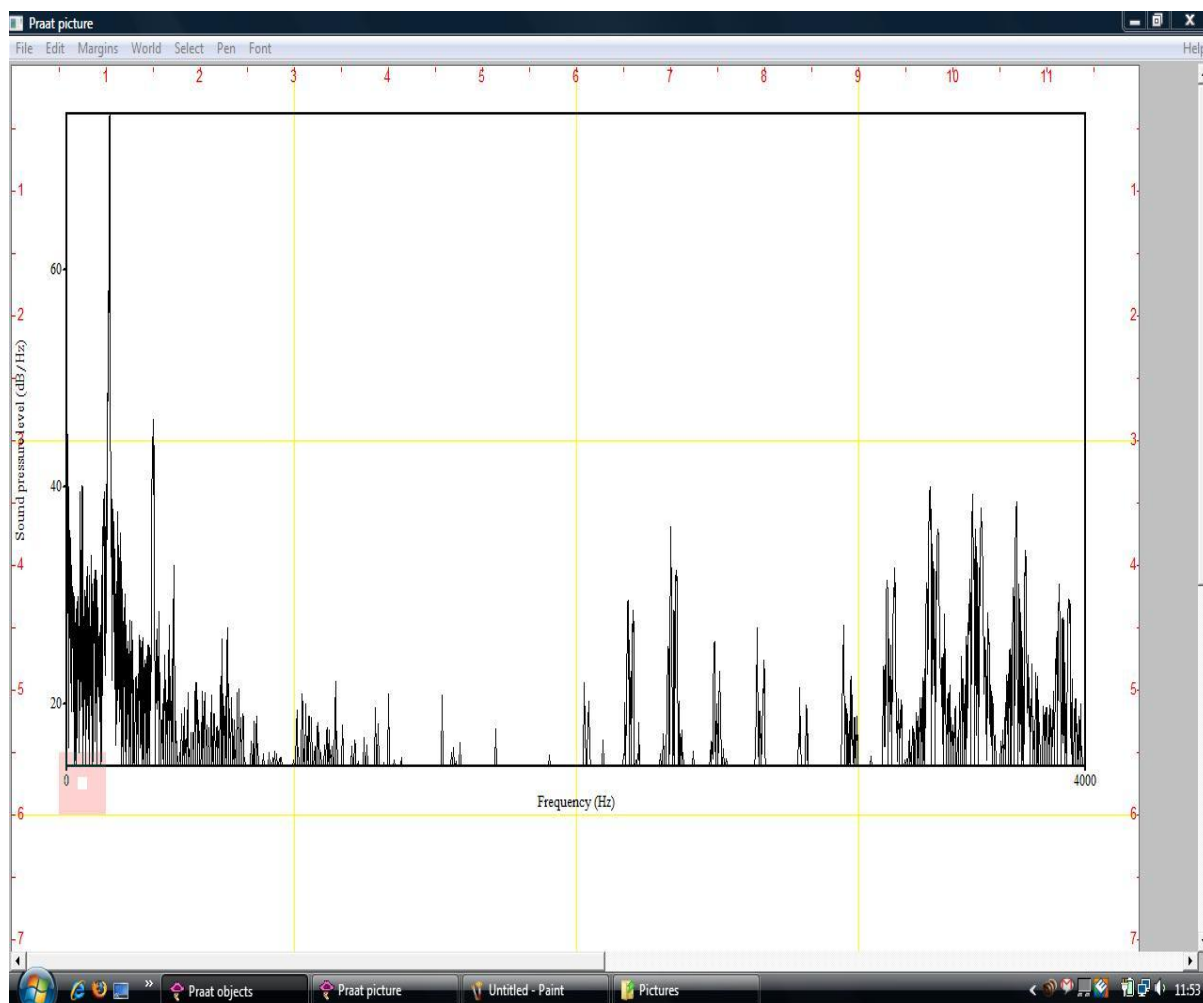 Praat picture
File Edit Margins World Select Pen Font Help
1 2 3 4 5 6 7 8 9 10 11
1 1
60
2 2
Sound pressure level (dB/Hz)
3 3
40
4 4
20
5 5
0 4000
Frequency (Hz)
6 6
7 7
Praat objects Praat picture Untitled - Paint Pictures 11:53